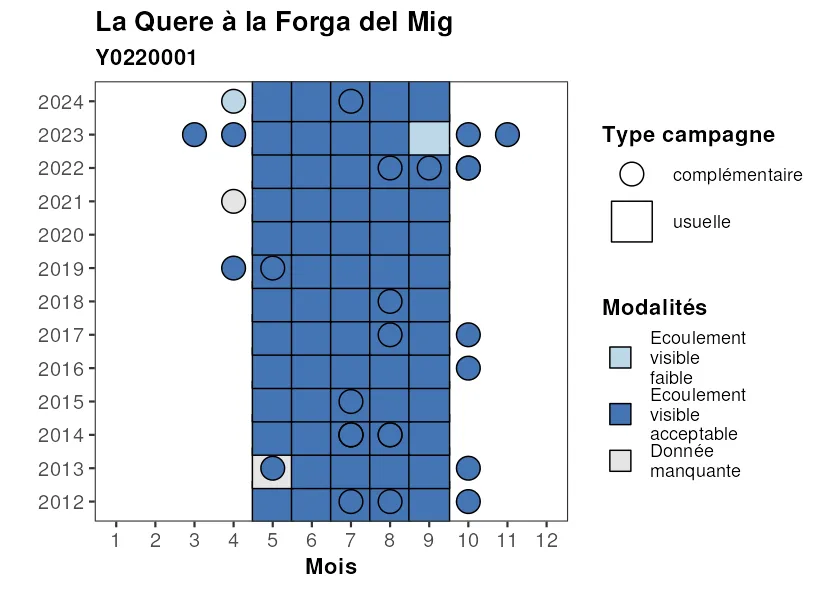 La Quere à la Forga del Mig
Y0220001
2024
2023
2022
2021
2020
2019
2018
2017
2016
2015
2014
2013
2012
1 2 3 4 5 6 7 8 9 10 11 12
Mois
Type campagne
complémentaire
usuelle
Modalités
Ecoulement
visible
faible
Ecoulement
visible
acceptable
Donnée
manquante